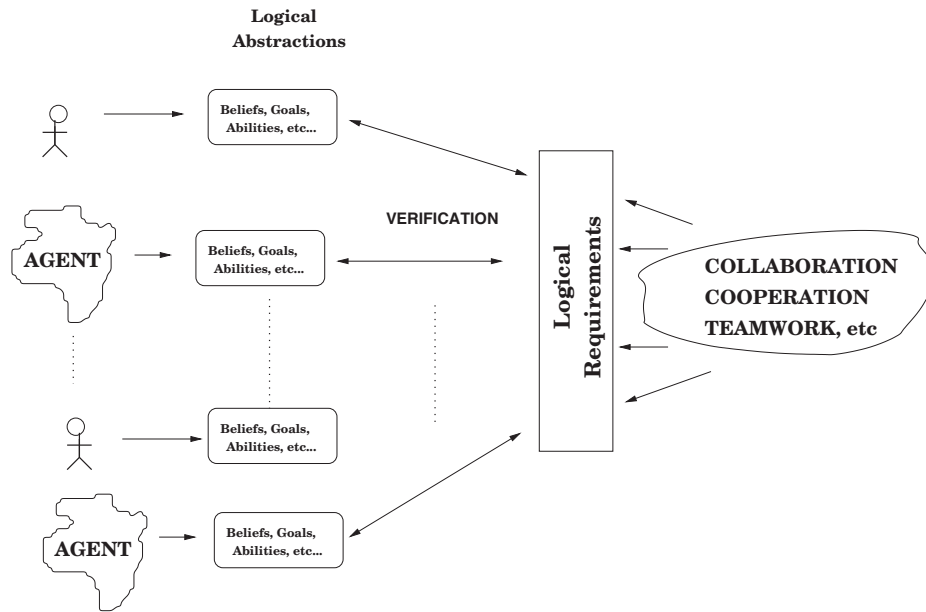 Logical
Abstractions
Beliefs, Goals,
Abilities, etc...
VERIFICATION
AGENT
Beliefs, Goals,
Abilities, etc...
Logical
Requirements
COLLABORATION
COOPERATION
TEAMWORK, etc
Beliefs, Goals,
Abilities, etc...
AGENT
Beliefs, Goals,
Abilities, etc...